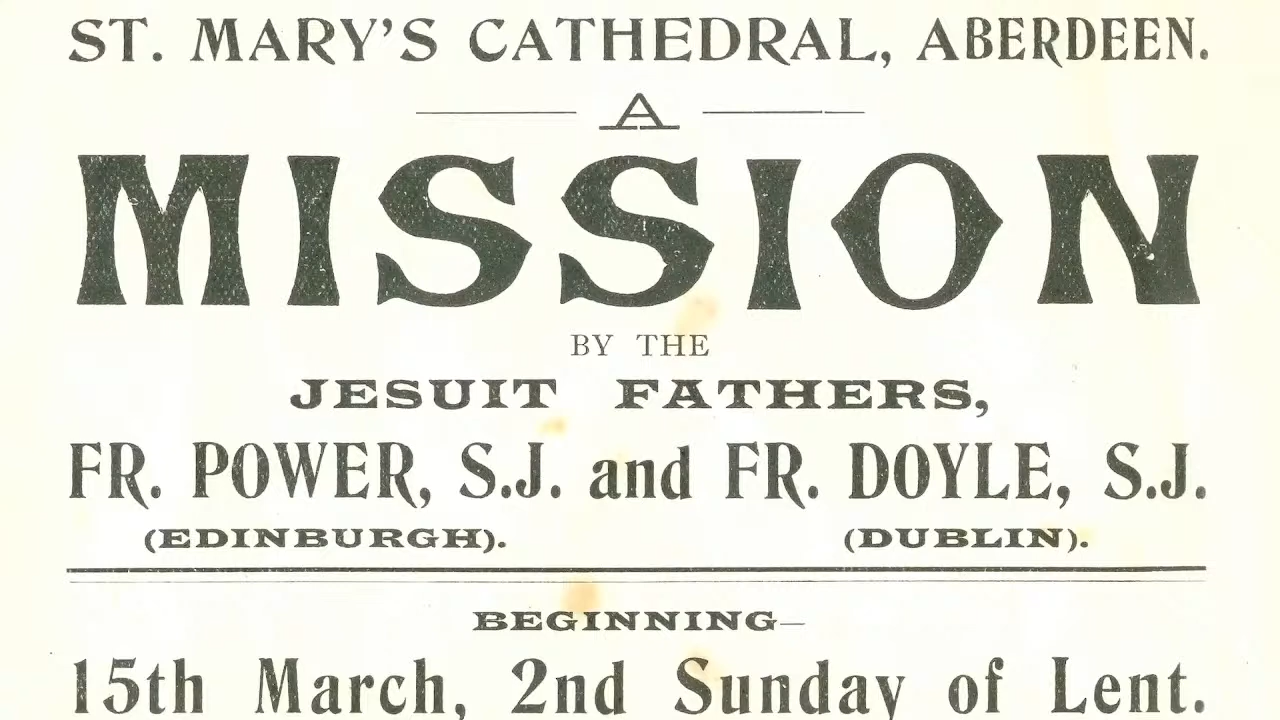 ST. MARY'S CATHEDRAL, ABERDEEN.
A
MISSION
BY THE
JESUIT FATHERS,
FR. POWER, S.J. and FR. DOYLE, S.J.
(EDINBURGH). (DUBLIN).
BEGINNING—
15th March, 2nd Sunday of Lent.